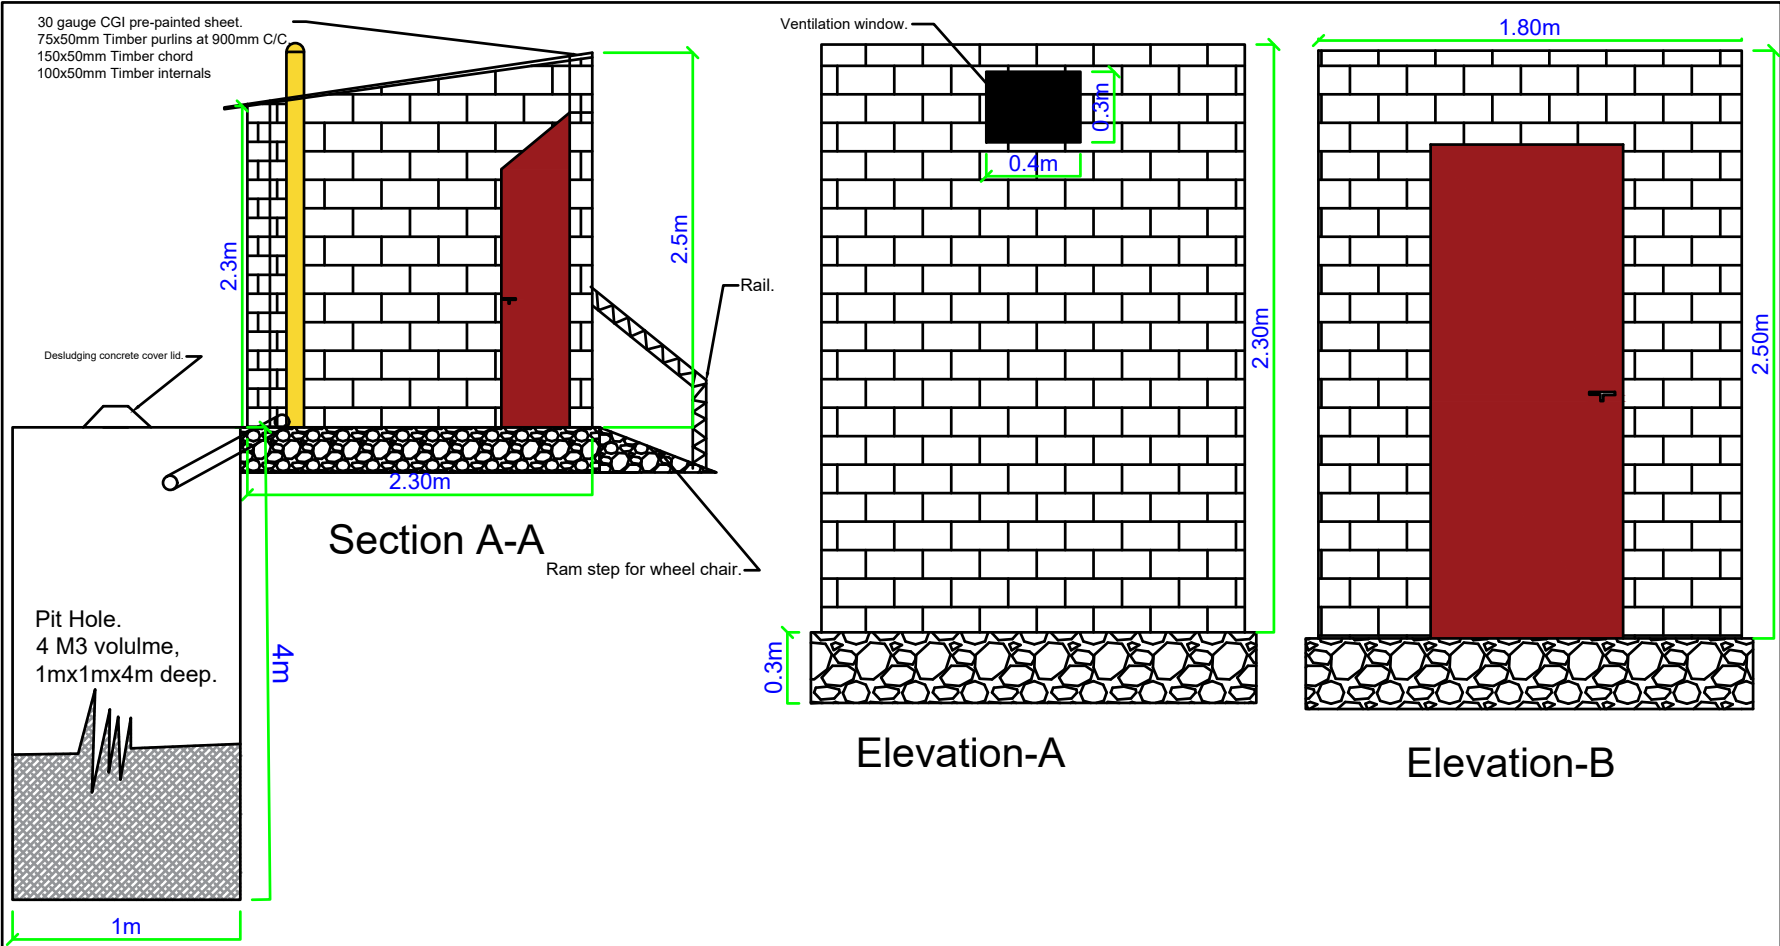 30 gauge CGI pre-painted sheet.
75x50mm Timber purlins at 900mm C/C
150x50mm Timber chord
100x50mm Timber internals
2.3m
2.5m
Rail.
Desludging concrete cover lid.
2.30m
Section A-A
Ram step for wheel chair.
Pit Hole.
4 M3 volulme,
1mx1mx4m deep.
4m
1m
Ventilation window.
0.3m
0.4m
2.30m
0.3m
Elevation-A
1.80m
2.50m
Elevation-B